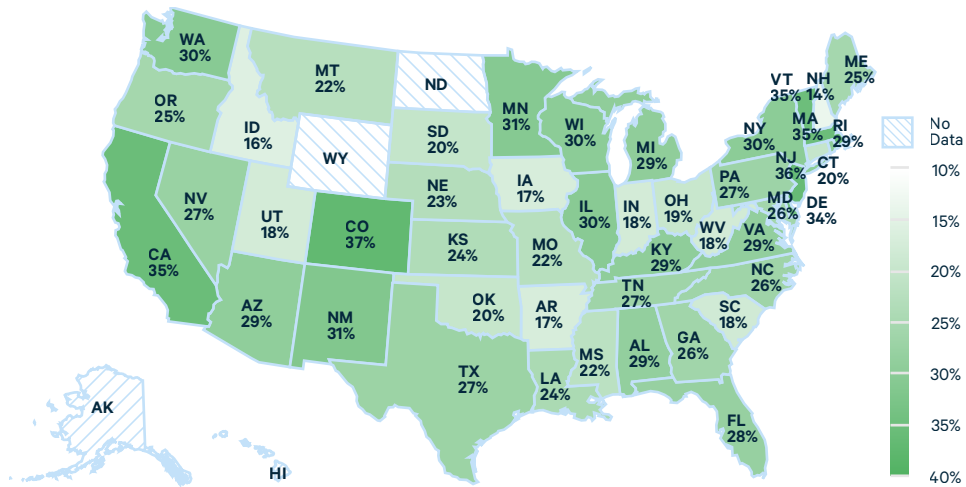 WA
30%
OR
25%
CA
35%
ID
16%
NV
27%
MT
22%
WY
UT
18%
CO
37%
AZ
29%
NM
31%
ND
SD
20%
NE
23%
KS
24%
OK
20%
TX
27%
MN
31%
IA
17%
MO
22%
AR
17%
LA
24%
WI
30%
IL
30%
MI
29%
IN
18%
OH
19%
KY
29%
TN
27%
MS
22%
AL
29%
GA
26%
FL
28%
SC
18%
NC
26%
VA
29%
WV
18%
PA
27%
NY
30%
VT
35%
NH
14%
ME
25%
MA
35%
RI
29%
CT
20%
NJ
36%
MD
26%
DE
34%
AK
HI
No
Data
10%
15%
20%
25%
30%
35%
40%